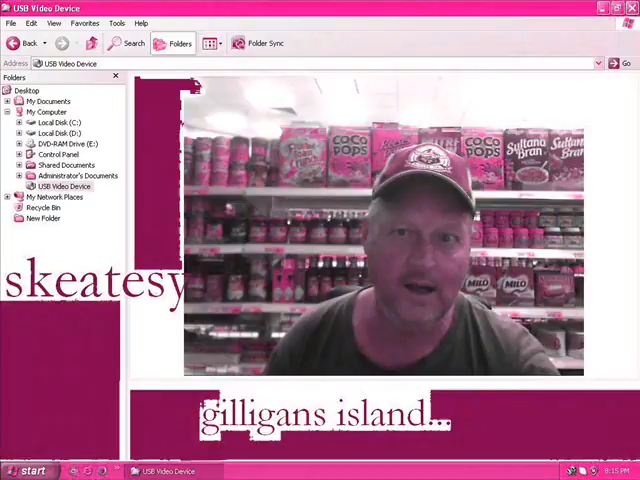 USB Video Device
File Edit View Favorites Tools Help
Back Search Folders Folder Sync
Address USB Video Device Go
Folders
Desktop
My Documents
My Computer
Local Disk (C:)
Local Disk (D:)
DVD-RAM Drive (E:)
Control Panel
Shared Documents
Administrator's Documents
USB Video Device
My Network Places
Recycle Bin
New Folder
COCO POPS
COCO POPS
Sultana Bran
Sultana Bran
MILO
MILO
skeatesy
gilligans island...
start USB Video Device 8:15 PM